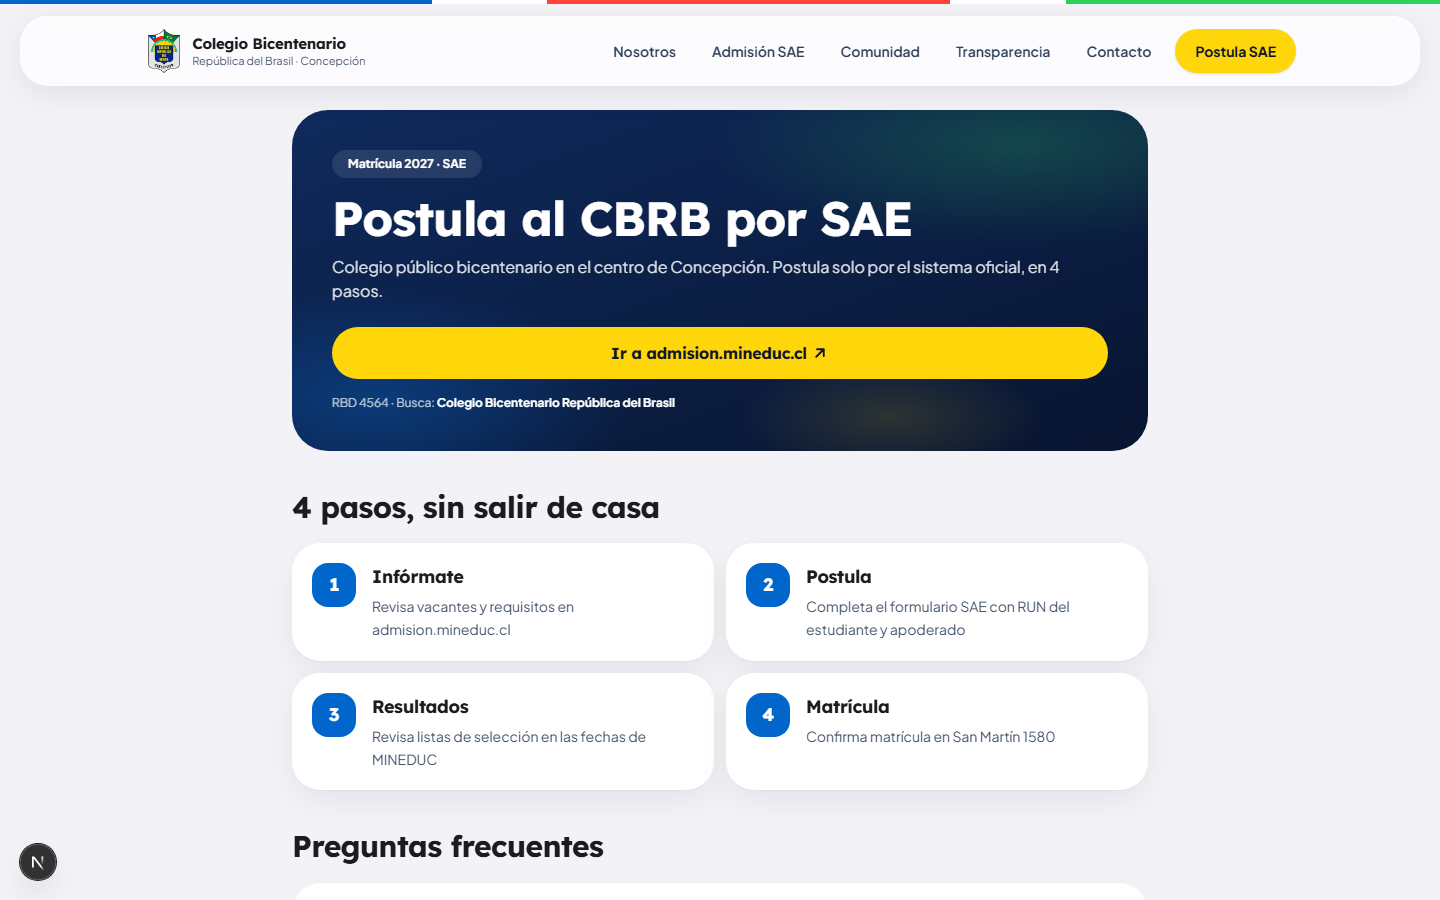 Colegio Bicentenario
República del Brasil · Concepción
Nosotros
Admisión SAE
Comunidad
Transparencia
Contacto
Postula SAE
Matrícula 2027 · SAE
Postula al CBRB por SAE
Colegio público bicentenario en el centro de Concepción. Postula solo por el sistema oficial, en 4
pasos.
Ir a admision.mineduc.cl
RBD 4564 · Busca: Colegio Bicentenario República del Brasil
4 pasos, sin salir de casa
1
Infórmate
Revisa vacantes y requisitos en
admision.mineduc.cl
2
Postula
Completa el formulario SAE con RUN del
estudiante y apoderado
3
Resultados
Revisa listas de selección en las fechas de
MINEDUC
4
Matrícula
Confirma matrícula en San Martín 1580
Preguntas frecuentes
N